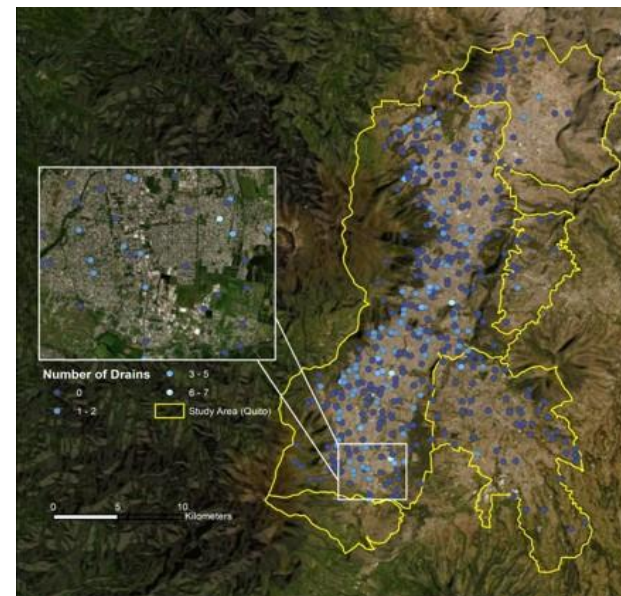 Number of Drains
0
1 - 2
3 - 5
6 - 7
Study Area (Quito)
0 5 10
Kilometers